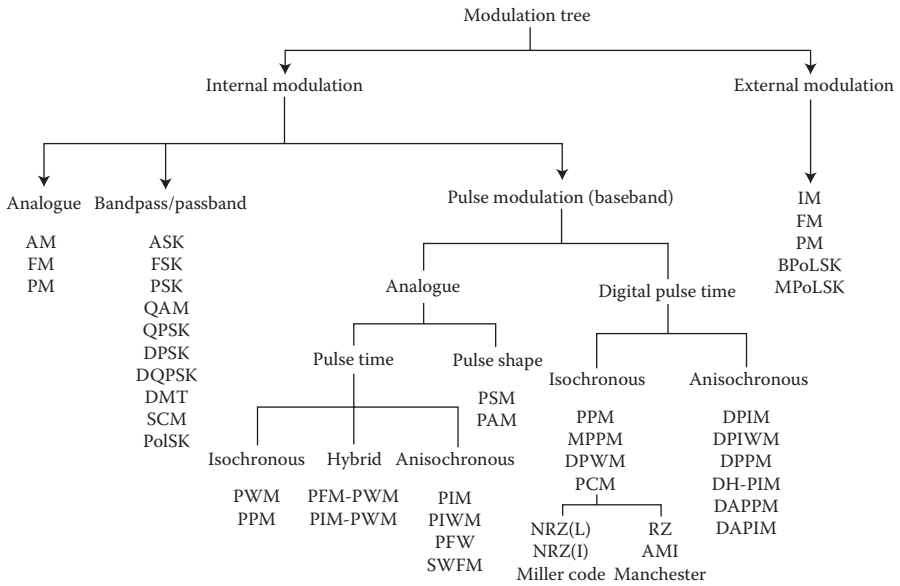 Modulation tree
Internal modulation
External modulation
Analogue
AM
FM
PM
Bandpass/passband
ASK
FSK
PSK
QAM
QPSK
DPSK
DQPSK
DMT
SCM
PolSK
Pulse modulation (baseband)
Analogue
Pulse time
Isochronous
PWM
PPM
Hybrid
PFM-PWM
PIM-PWM
Anisochronous
PIM
PIWM
PFW
SWFM
Pulse shape
PSM
PAM
Digital pulse time
Isochronous
PPM
MPPM
DPWM
PCM
NRZ(L)
NRZ(I)
Miller code
RZ
AMI
Manchester
Anisochronous
DPIM
DPIWM
DPPM
DH-PIM
DAPPM
DAPIM
IM
FM
PM
BPoLSK
MPoLSK